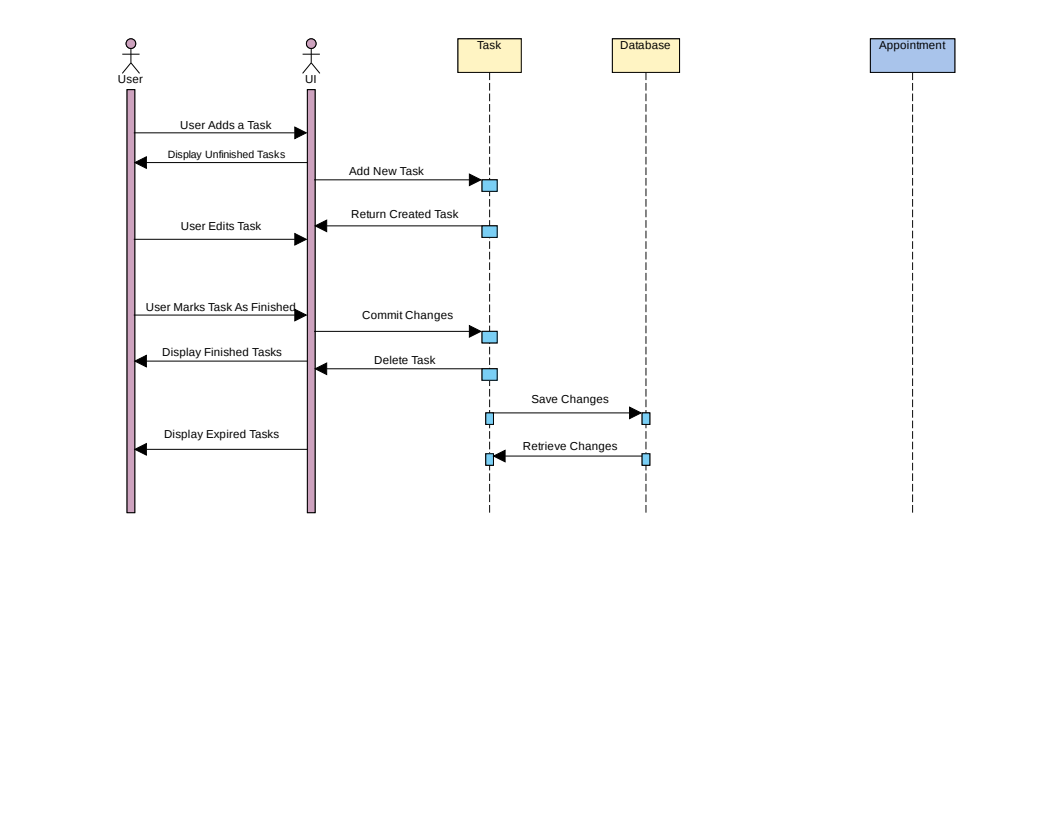 Task
Database
Appointment
User
UI
User Adds a Task
Display Unfinished Tasks
Add New Task
Return Created Task
User Edits Task
User Marks Task As Finished
Commit Changes
Display Finished Tasks
Delete Task
Save Changes
Display Expired Tasks
Retrieve Changes